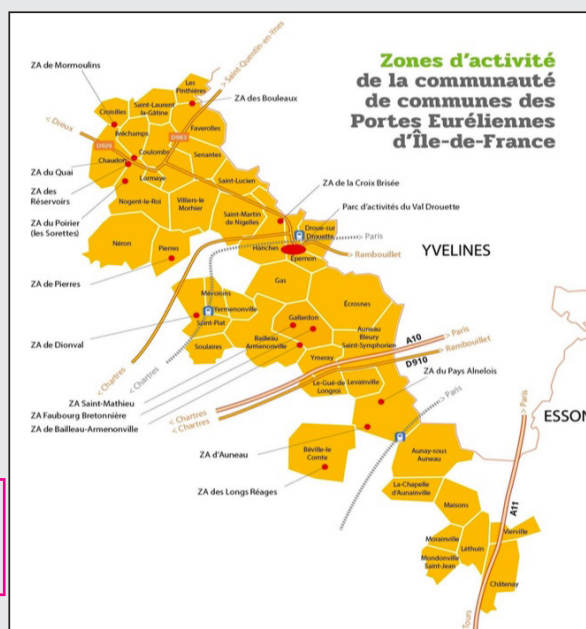 Zones d'activité
de la communauté
de communes des
Portes Euréliennes
d'Île-de-France
ZA de Mormoulins
Les
Pinthières
> Saint-Quentin-en-Ynes
ZA des Bouleaux
Saint-Laurent
-la-Gâtine
Croisilles
< Dreux
Bréchamps
Faverolles
D929
D983
Coulombs
Senantes
Chaudon
ZA du Quai
Lormaye
Saint-Lucien
ZA de la Croix Brisée
ZA des
Réservoirs
Nogent-le-Roi
Villiers-le
Morhier
Parc d'activités du Val Drouette
ZA du Poirier
(les Sorettes)
Saint-Martin
de Nigelles
Droue-sur
Drouette
> Paris
Néron
Pierres
Hanches
Épernon
> Rambouillet
YVELINES
ZA de Pierres
Gas
Mévoisins
Écrosnes
Yermenonville
Saint-Piat
Gallardon
ZA de Dionval
Soulaires
Bailleau
Armenonville
Auneau
Bleury
Saint-Symphorien
A10
> Paris
Ymeray
> Rambouillet
D910
< Chartres
< Chartres
Le-Gué-de
Longroi
Levainville
ZA du Pays Alnelois
ZA Saint-Mathieu
> Paris
ZA Faubourg Bretonnière
< Chartres
< Chartres
> Paris
ESSON
ZA de Bailleau-Armenonville
ZA d'Auneau
Béville-le
Comte
Aunay-sous
Auneau
ZA des Longs Réages
La-Chapelle
d'Aunainville
Maisons
A11
Vierville
Morainville
Léthuin
Mondonville
Saint-Jean
Châtenay
Tours